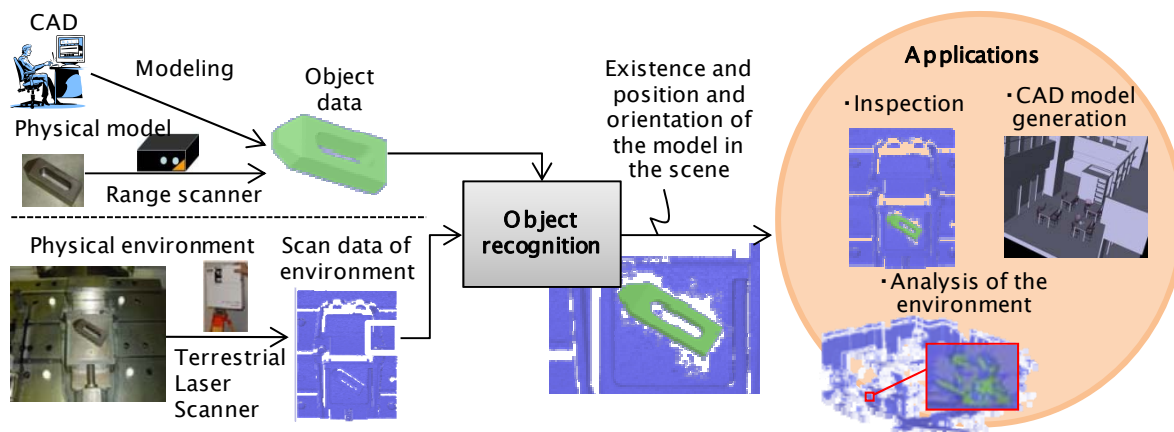 CAD
Modeling
Object
data
Physical model
Range scanner
Physical environment
Scan data of
environment
Terrestrial
Laser
Scanner
Object
recognition
Existence and
position and
orientation of
the model in
the scene
Applications
・Inspection
・CAD model
generation
・Analysis of the
environment